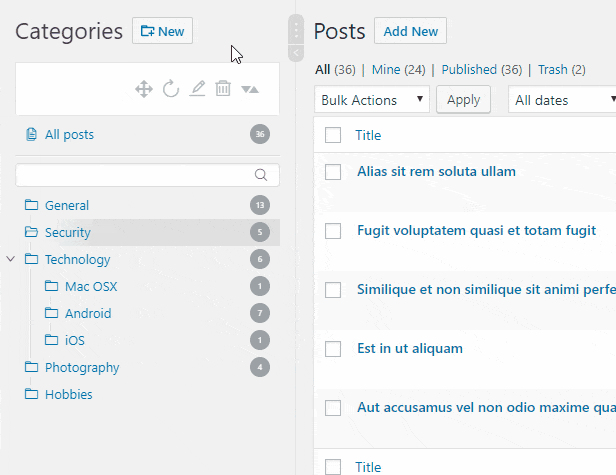 Categories New
All posts 36
General 13
Security 5
Technology 6
Mac OSX 1
Android 7
iOS 1
Photography 4
Hobbies
Posts Add New
All (36) | Mine (24) | Published (36) | Trash (2)
Bulk Actions Apply All dates
Title
Alias sit rem soluta ullam
Fugit voluptatem quasi et totam fugit
Similique et non similique sit animi perfe
Est in ut aliquam
Aut accusamus vel non odio maxime qua
Title